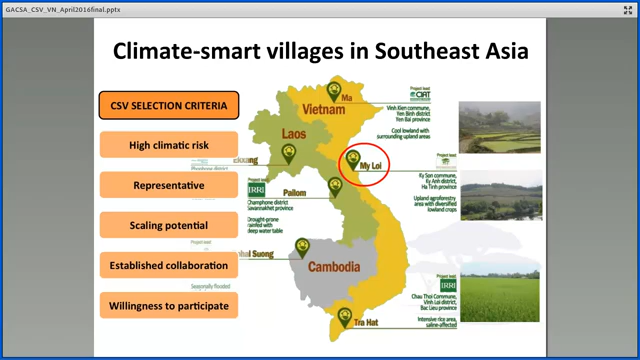 GACSA_CSV_VN_April2016final.pptx
Climate-smart villages in Southeast Asia
CSV SELECTION CRITERIA
High climatic risk
Representative
Scaling potential
Established collaboration
Willingness to participate
Vietnam
Laos
Cambodia
Ma
Project lead
CIAT
Vinh Kien commune,
Yen Binh district
Yen Bai province
Cool lowland with
surrounding upland areas
My Loi
Project lead
Ky Son commune,
Ky Anh district,
Ha Tinh province
Upland agroforestry
area with diversified
lowland crops
Project lead
IRRI
Pailom
Champhone district
Savannakhet province
Drought-prone
rainfed with
deep water table
Suong
Project lead
Seasonally flooded
Project lead
IRRI
Chau Thoi Commune,
Vinh Loi district,
Bac Lieu province
Intensive rice area,
saline-affected
Tra Hat